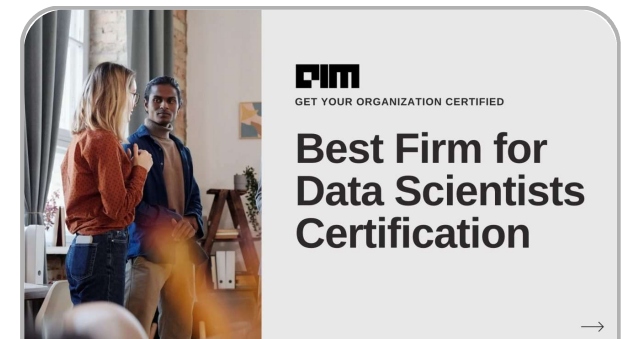 AIM
GET YOUR ORGANIZATION CERTIFIED
Best Firm for
Data Scientists
Certification